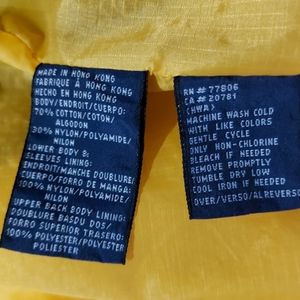 MADE IN HONG KONG
FABRIQUE À HONG KONG
HECHO EN HONG KONG
BODY/ENDROIT/CUERPO:
70% COTTON/COTON/
ALGODON
30% NYLON/POLYAMIDE/
NILON
LOWER BODY &
SLEEVES LINING:
ENDROIT/MANCHE DOUBLURE/
CUERPO/FORRO DE MANGA:
100% NYLON/POLYAMIDE/
NILON
UPPER BACK BODY LINING:
DOUBLURE BASDU DOS/
FORRO SUPERIOR TRASERO:
100% POLYESTER/POLYESTER/
POLIESTER
RN# 77806
CA# 20781
(HWA)
MACHINE WASH COLD
WITH LIKE COLORS
GENTLE CYCLE
ONLY NON-CHLORINE
BLEACH IF NEEDED
REMOVE PROMPTLY
TUMBLE DRY LOW
COOL IRON IF NEEDED
OVER/VERSO/ALREVERSO